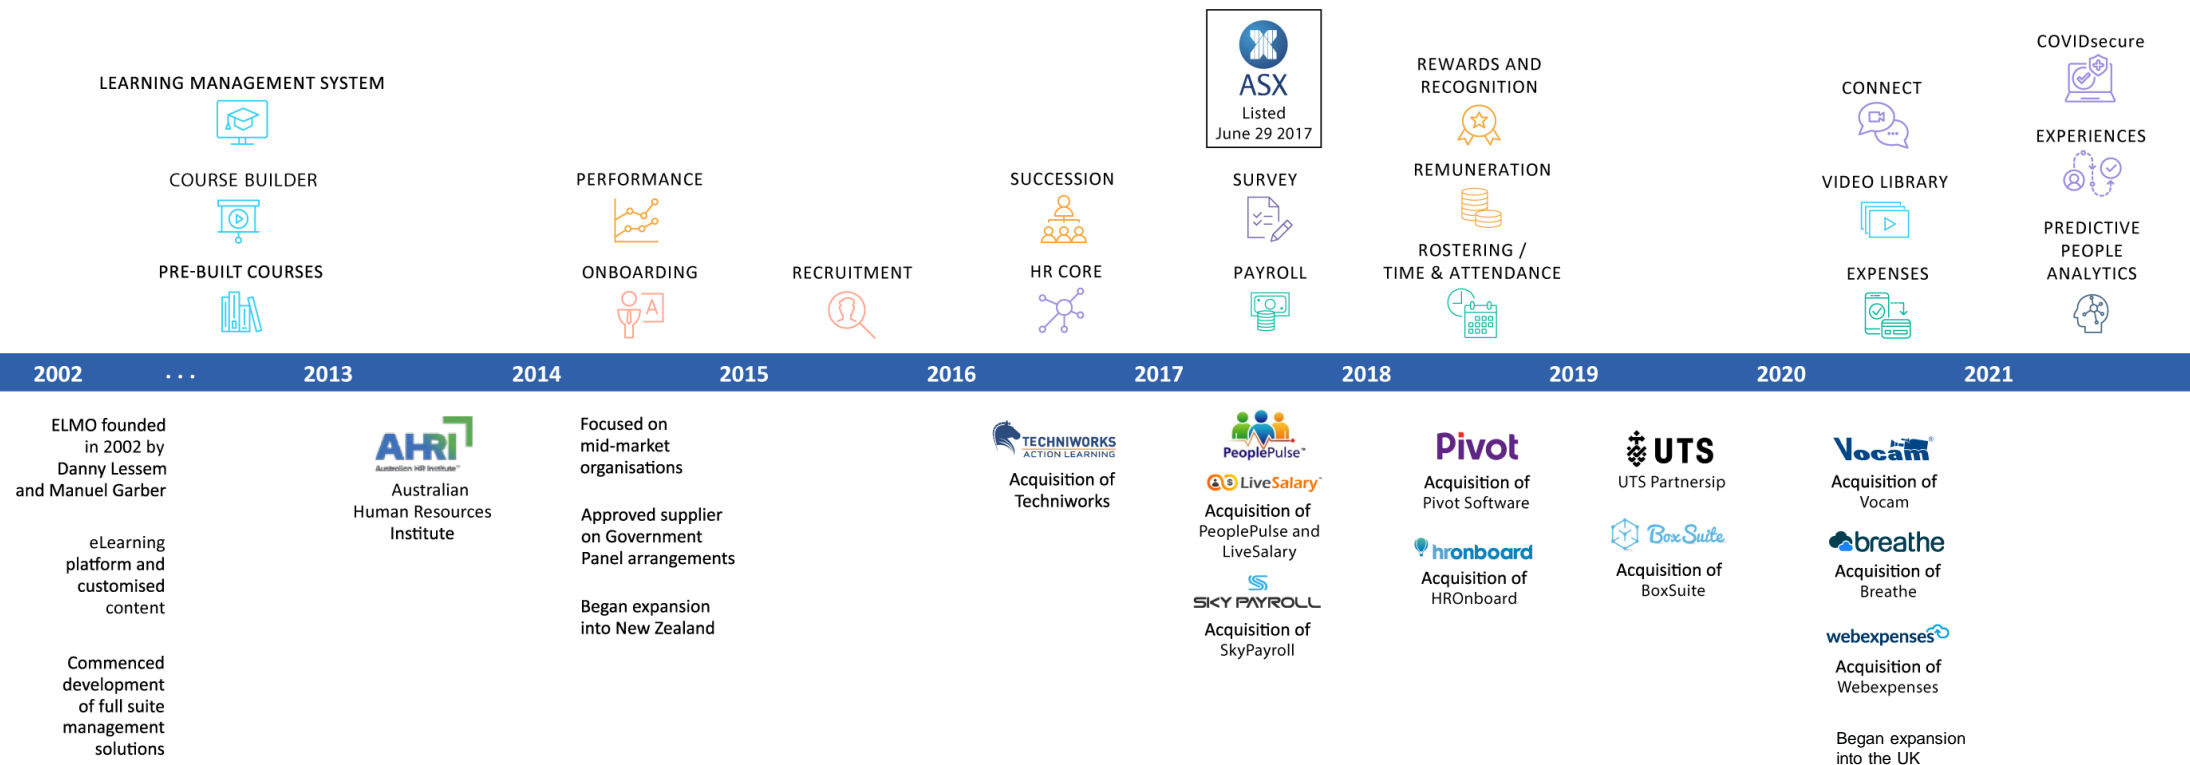 LEARNING MANAGEMENT SYSTEM
COURSE BUILDER
PRE-BUILT COURSES
PERFORMANCE
ONBOARDING
A
RECRUITMENT
SUCCESSION
HR CORE
ASX
Listed
June 29 2017
SURVEY
PAYROLL
REWARDS AND
RECOGNITION
REMUNERATION
ROSTERING /
TIME & ATTENDANCE
CONNECT
VIDEO LIBRARY
EXPENSES
COVIDsecure
EXPERIENCES
PREDICTIVE
PEOPLE
ANALYTICS
2002 ... 2013 2014 2015 2016 2017 2018 2019 2020 2021
ELMO founded
in 2002 by
Danny Lessem
and Manuel Garber
eLearning
platform and
customised
content
Commenced
development
of full suite
management
solutions
AHRI
Australian HR Institute™
Australian
Human Resources
Institute
Focused on
mid-market
organisations
Approved supplier
on Government
Panel arrangements
Began expansion
into New Zealand
TECHNIWORKS
ACTION LEARNING
Acquisition of
Techniworks
PeoplePulse™
$ LiveSalary™
Acquisition of
PeoplePulse and
LiveSalary
SKY PAYROLL
Acquisition of
SkyPayroll
Pivot
Acquisition of
Pivot Software
hronboard
Acquisition of
HROnboard
UTS
UTS Partnersip
BoxSuite
Acquisition of
BoxSuite
Vocam®
Acquisition of
Vocam
breathe
Acquisition of
Breathe
webexpenses
Acquisition of
Webexpenses
Began expansion
into the UK